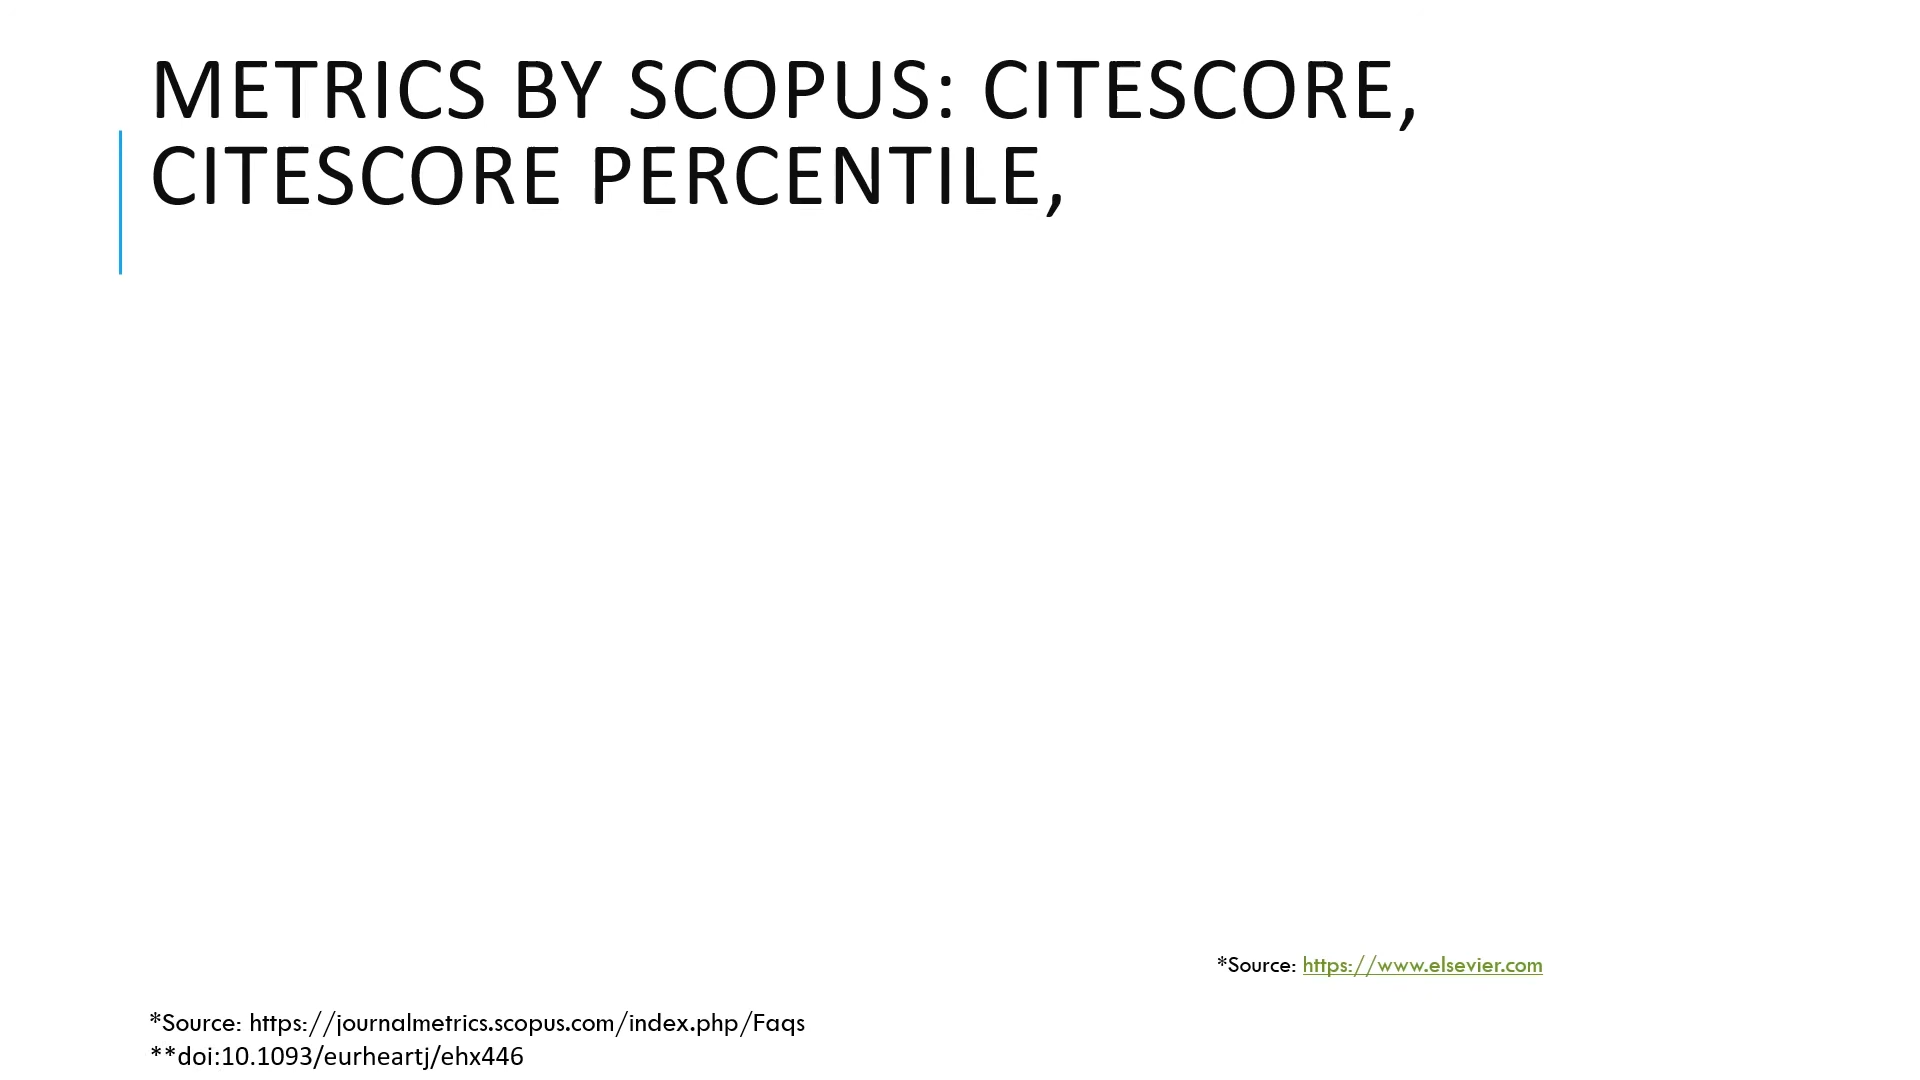 METRICS BY SCOPUS: CITESCORE,
CITESCORE PERCENTILE,
*Source: https://www.elsevier.com
*Source: https://journalmetrics.scopus.com/index.php/Faqs
**doi:10.1093/eurheartj/ehx446